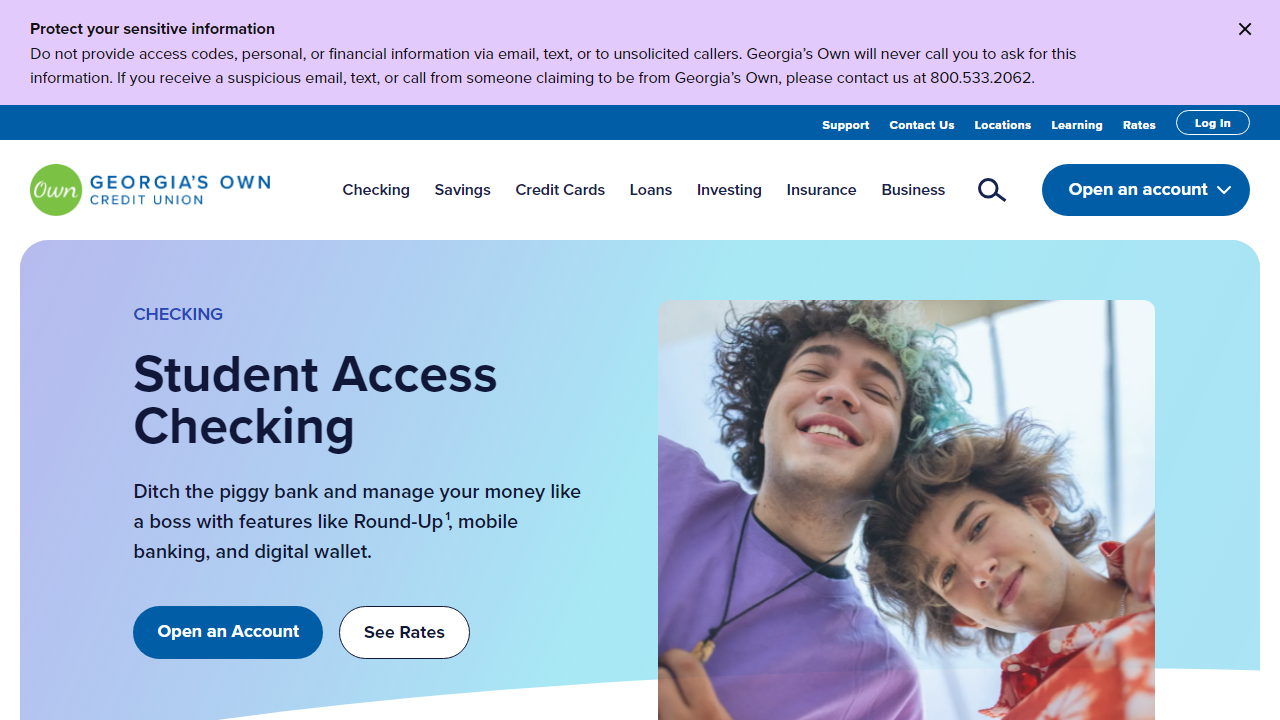 Protect your sensitive information
Do not provide access codes, personal, or financial information via email, text, or to unsolicited callers. Georgia’s Own will never call you to ask for this
information. If you receive a suspicious email, text, or call from someone claiming to be from Georgia’s Own, please contact us at 800.533.2062.
Support Contact Us Locations Learning Rates Log In
Own GEORGIA’S OWN
CREDIT UNION
Checking Savings Credit Cards Loans Investing Insurance Business Open an account
CHECKING
Student Access
Checking
Ditch the piggy bank and manage your money like
a boss with features like Round-Up¹, mobile
banking, and digital wallet.
Open an Account See Rates